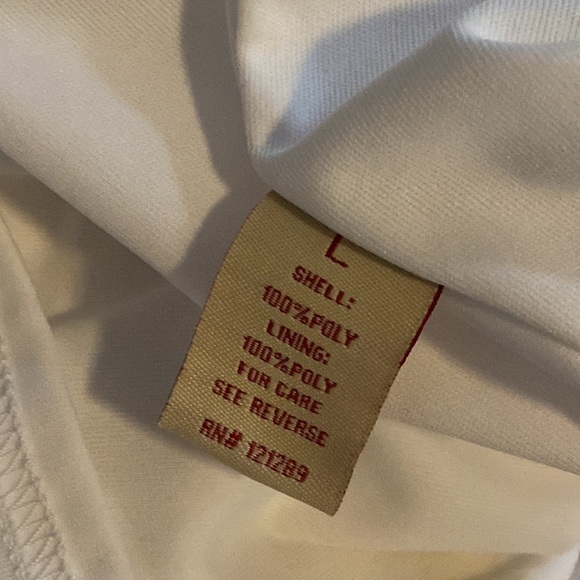 L
SHELL:
100%POLY
LINING:
100%POLY
FOR CARE
SEE REVERSE
RN# 121289